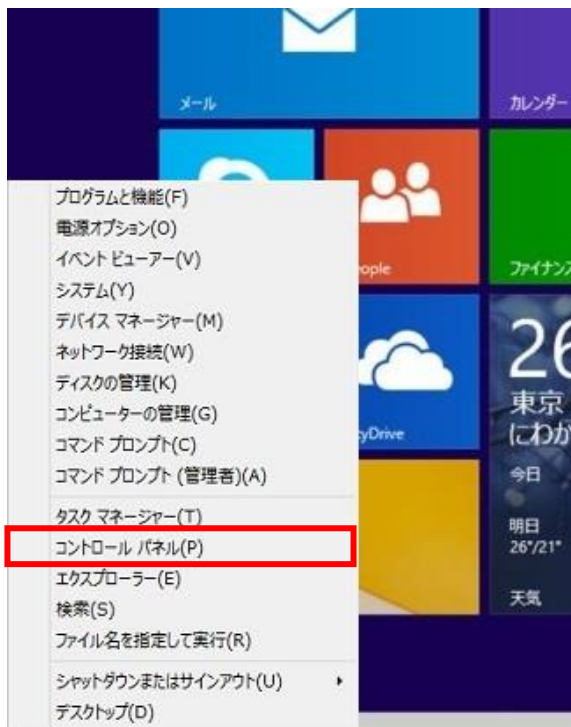 メール
カレンダー
プログラムと機能(F)
電源オプション(O)
イベント ビューアー(V)
システム(Y)
デバイス マネージャー(M)
ネットワーク接続(W)
ディスクの管理(K)
コンピューターの管理(G)
コマンド プロンプト(C)
コマンド プロンプト (管理者)(A)
タスク マネージャー(T)
コントロール パネル(P)
エクスプローラー(E)
検索(S)
ファイル名を指定して実行(R)
シャットダウンまたはサインアウト(U)
デスクトップ(D)
eople
ファイナンス
yDrive
26
東京
にわか
今日
明日
26°/21°
天気